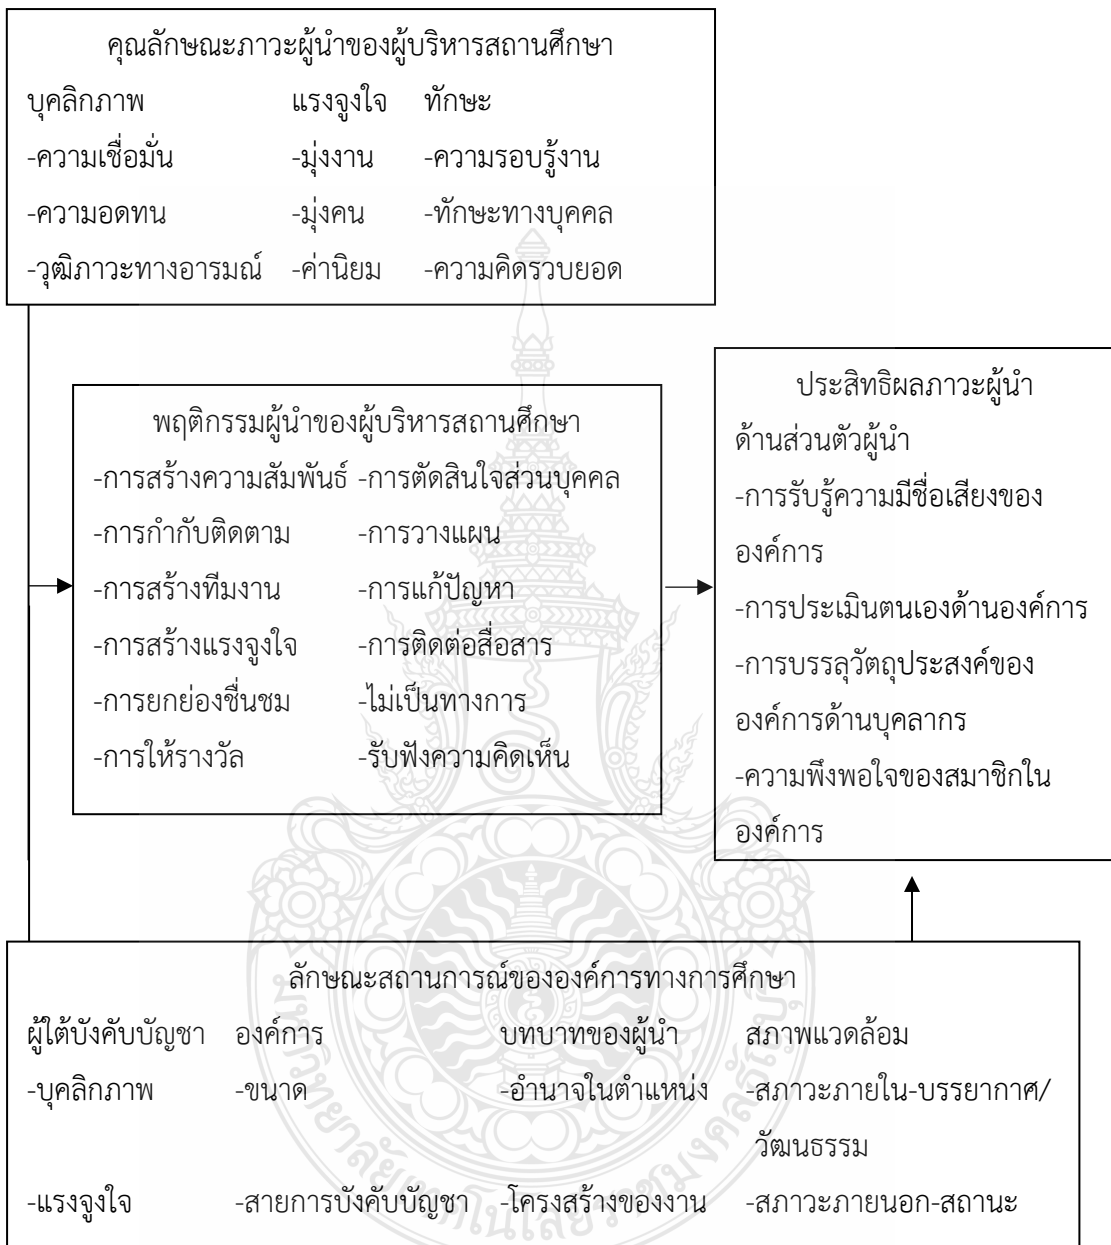 คุณลักษณะภาวะผู้นำของผู้บริหารสถานศึกษา
บุคลิกภาพ แรงจูงใจ ทักษะ
-ความเชื่อมั่น -มุ่งงาน -ความรอบรู้งาน
-ความอดทน -มุ่งคน -ทักษะทางบุคคล
-วุฒิภาวะทางอารมณ์ -ค่านิยม -ความคิดรวบยอด
พฤติกรรมผู้นำของผู้บริหารสถานศึกษา
-การสร้างความสัมพันธ์ -การตัดสินใจส่วนบุคคล
-การกำกับติดตาม -การวางแผน
-การสร้างทีมงาน -การแก้ปัญหา
-การสร้างแรงจูงใจ -การติดต่อสื่อสาร
-การยกย่องชื่นชม -ไม่เป็นทางการ
-การให้รางวัล -รับฟังความคิดเห็น
ประสิทธิผลภาวะผู้นำ
ด้านส่วนตัวผู้นำ
-การรับรู้ความมีชื่อเสียงของ
องค์การ
-การประเมินตนเองด้านองค์การ
-การบรรลุวัตถุประสงค์ของ
องค์การด้านบุคลากร
-ความพึงพอใจของสมาชิกใน
องค์การ
ลักษณะสถานการณ์ขององค์การทางการศึกษา
ผู้ใต้บังคับบัญชา องค์การ บทบาทของผู้นำ สภาพแวดล้อม
-บุคลิกภาพ -ขนาด -อำนาจในตำแหน่ง -สภาวะภายใน-บรรยากาศ/
วัฒนธรรม
-แรงจูงใจ -สายการบังคับบัญชา -โครงสร้างของงาน -สภาวะภายนอก-สถานะ